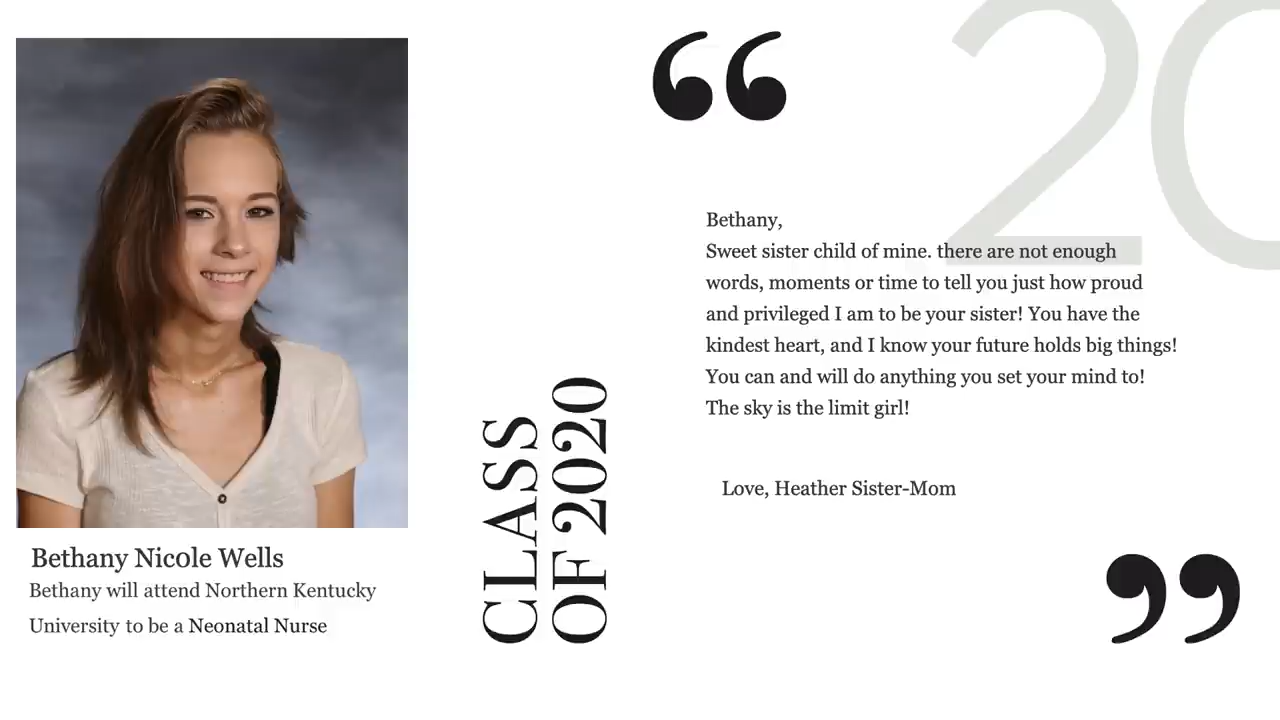 Bethany Nicole Wells
Bethany will attend Northern Kentucky
University to be a Neonatal Nurse
CLASS
OF 2020
20
“
Bethany,
Sweet sister child of mine. there are not enough
words, moments or time to tell you just how proud
and privileged I am to be your sister! You have the
kindest heart, and I know your future holds big things!
You can and will do anything you set your mind to!
The sky is the limit girl!
Love, Heather Sister-Mom
”